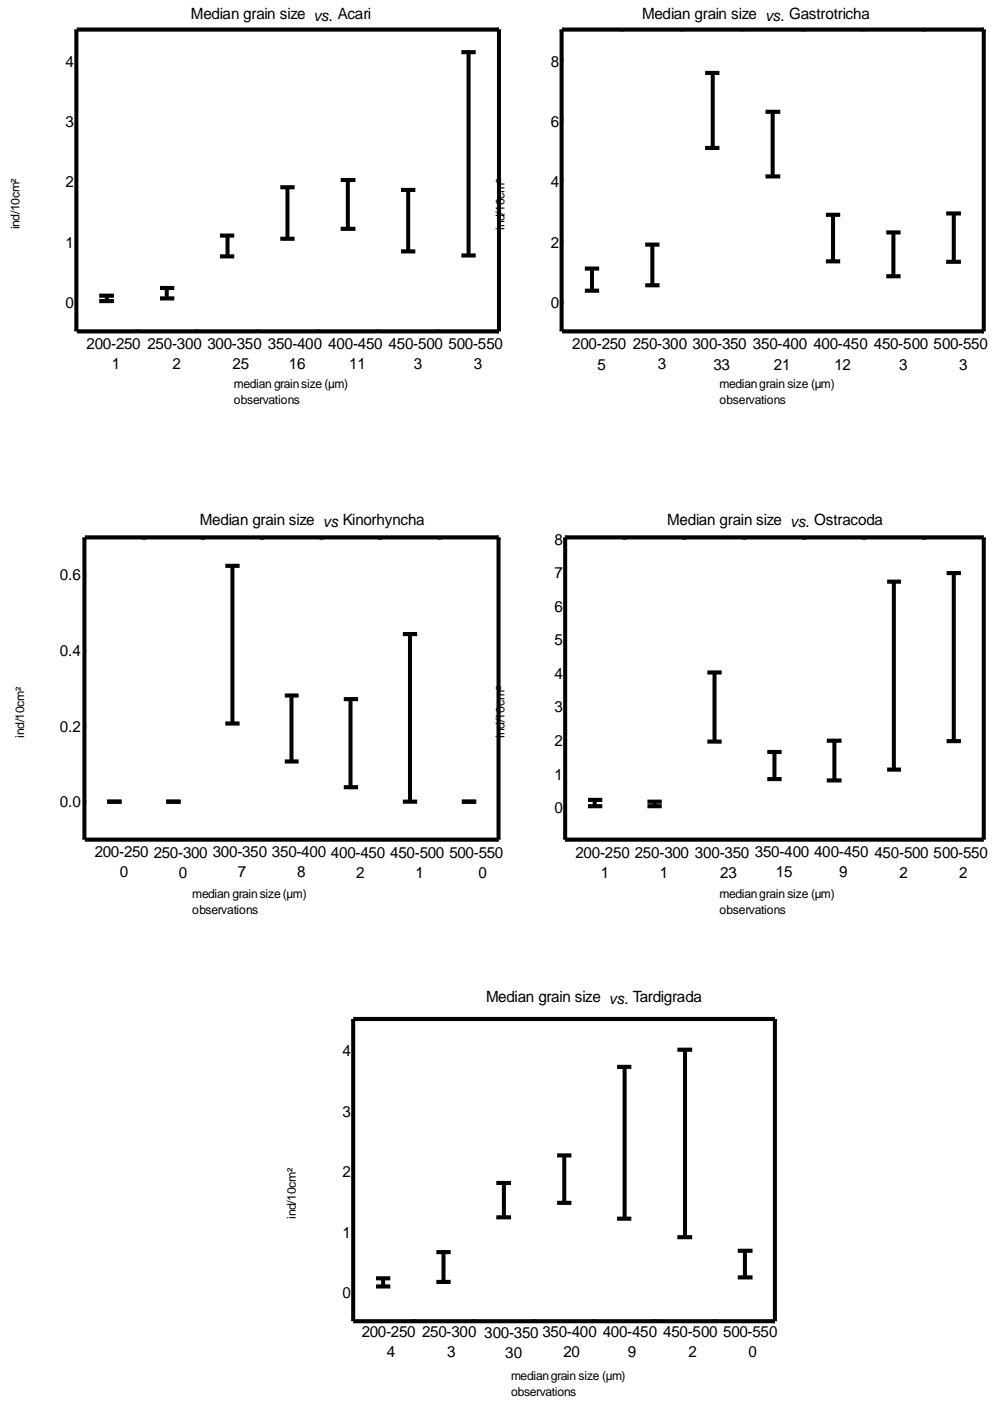 Median grain size vs. Acari
4
3
2
1
0
ind/10cm²
200-250 250-300 300-350 350-400 400-450 450-500 500-550
1 2 25 16 11 3 3
median grain size (µm)
observations
Median grain size vs. Gastrotricha
8
6
4
2
0
ind/10cm²
200-250 250-300 300-350 350-400 400-450 450-500 500-550
5 3 33 21 12 3 3
median grain size (µm)
observations
Median grain size vs Kinorhyncha
0.6
0.4
0.2
0.0
ind/10cm²
200-250 250-300 300-350 350-400 400-450 450-500 500-550
0 0 7 8 2 1 0
median grain size (µm)
observations
Median grain size vs. Ostracoda
8
7
6
5
4
3
2
1
0
ind/10cm²
200-250 250-300 300-350 350-400 400-450 450-500 500-550
1 1 23 15 9 2 2
median grain size (µm)
observations
Median grain size vs. Tardigrada
4
3
2
1
0
ind/10cm²
200-250 250-300 300-350 350-400 400-450 450-500 500-550
4 3 30 20 9 2 0
median grain size (µm)
observations